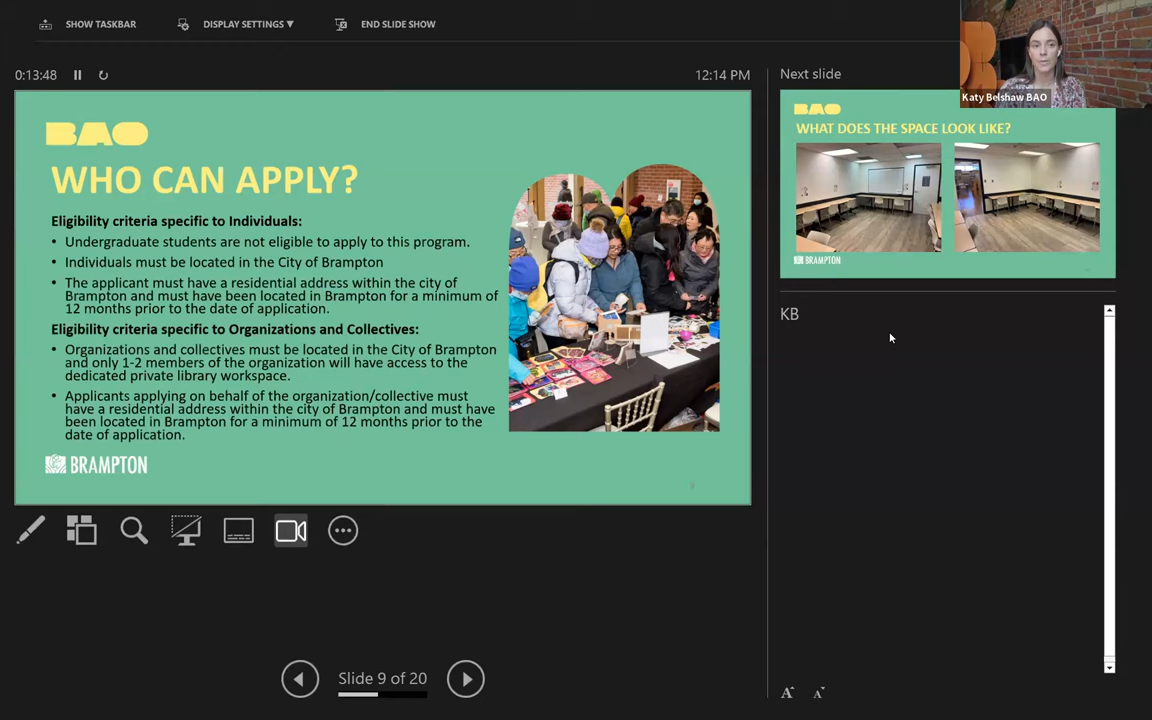 SHOW TASKBAR
DISPLAY SETTINGS ▼
END SLIDE SHOW
0:13:48
12:14 PM
BAO
WHO CAN APPLY?
Eligibility criteria specific to Individuals:
• Undergraduate students are not eligible to apply to this program.
• Individuals must be located in the City of Brampton
• The applicant must have a residential address within the city of
Brampton and must have been located in Brampton for a minimum of
12 months prior to the date of application.
Eligibility criteria specific to Organizations and Collectives:
• Organizations and collectives must be located in the City of Brampton
and only 1-2 members of the organization will have access to the
dedicated private library workspace.
• Applicants applying on behalf of the organization/collective must
have a residential address within the city of Brampton and must have
been located in Brampton for a minimum of 12 months prior to the
date of application.
BRAMPTON
Slide 9 of 20
Next slide
Katy Belshaw BAO
BAO
WHAT DOES THE SPACE LOOK LIKE?
BRAMPTON
KB
A
A